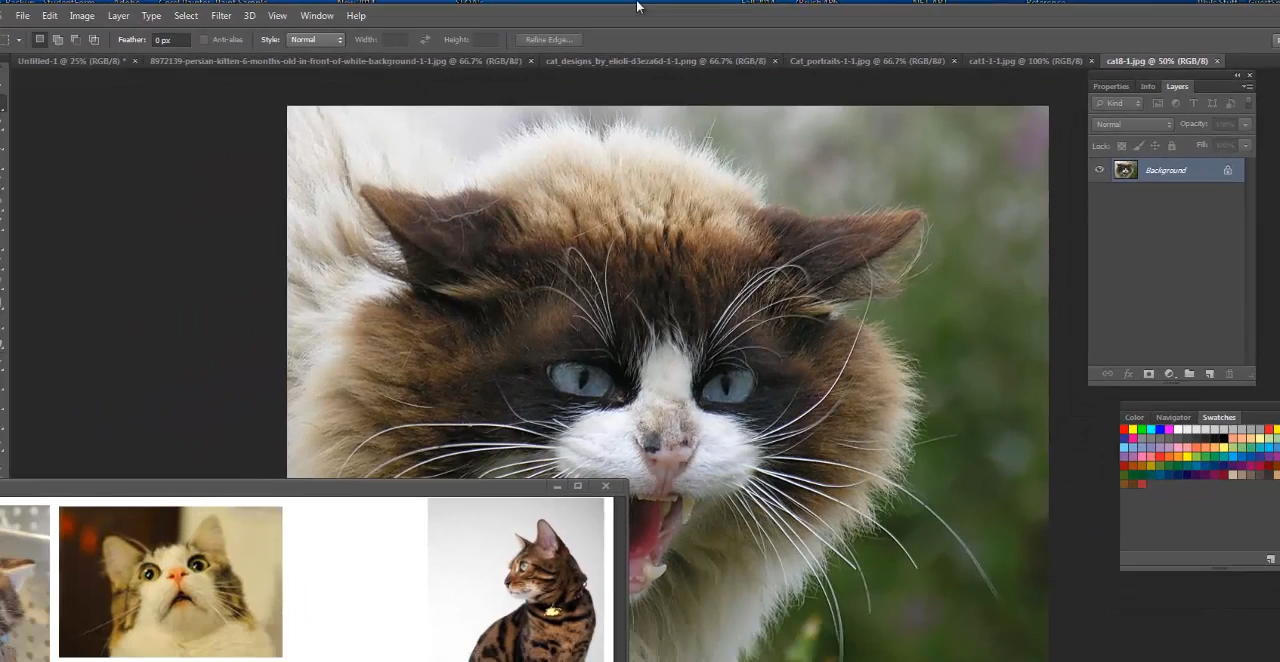 File Edit Image Layer Type Select Filter 3D View Window Help
Feather: 0 px Anti-alias Style: Normal Width: Height: Refine Edge...
Untitled-1 @ 25% (RGB/8) * × 8972139-persian-kitten-6-months-old-in-front-of-white-background-1-1.jpg @ 66.7% (RGB/8#) × cat_designs_by_elioli-d3eza6d-1-1.png @ 66.7% (RGB/8) × Cat_portraits-1-1.jpg @ 66.7% (RGB/8#) × cat1-1-1.jpg @ 100% (RGB/8) × cat8-1.jpg @ 50% (RGB/8) ×
Properties Info Layers
Kind
Normal Opacity: 100%
Lock: Fill: 100%
Background
Color Navigator Swatches